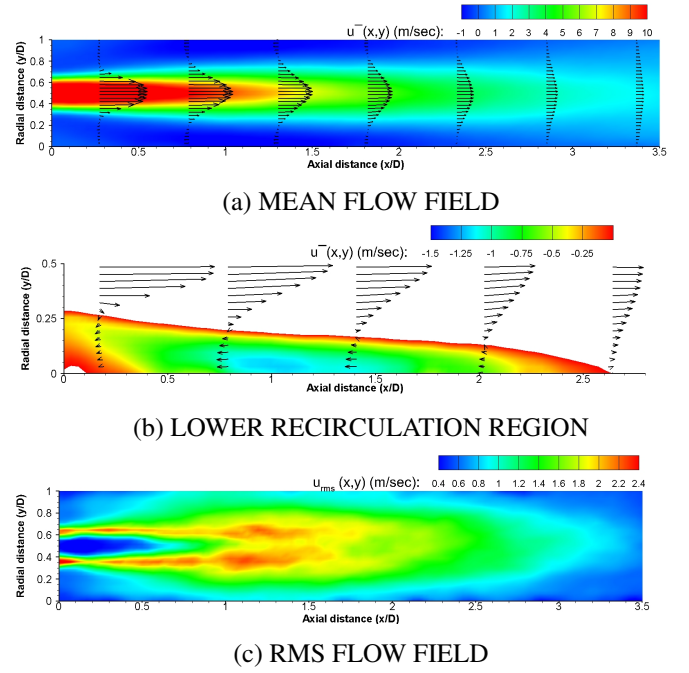 u¯(x,y) (m/sec): -1 0 1 2 3 4 5 6 7 8 9 10
Radial distance (y/D)
1
0.8
0.6
0.4
0.2
0
0.5 1 1.5 2 2.5 3 3.5
Axial distance (x/D)
(a) MEAN FLOW FIELD
u¯(x,y) (m/sec): -1.5 -1.25 -1 -0.75 -0.5 -0.25
Radial distance (y/D)
0.5
0.25
0
0 0.5 1 1.5 2 2.5
Axial distance (x/D)
(b) LOWER RECIRCULATION REGION
u_rms (x,y) (m/sec): 0.4 0.6 0.8 1 1.2 1.4 1.6 1.8 2 2.2 2.4
Radial distance (y/D)
1
0.8
0.6
0.4
0.2
0
0 0.5 1 1.5 2 2.5 3 3.5
Axial distance (x/D)
(c) RMS FLOW FIELD